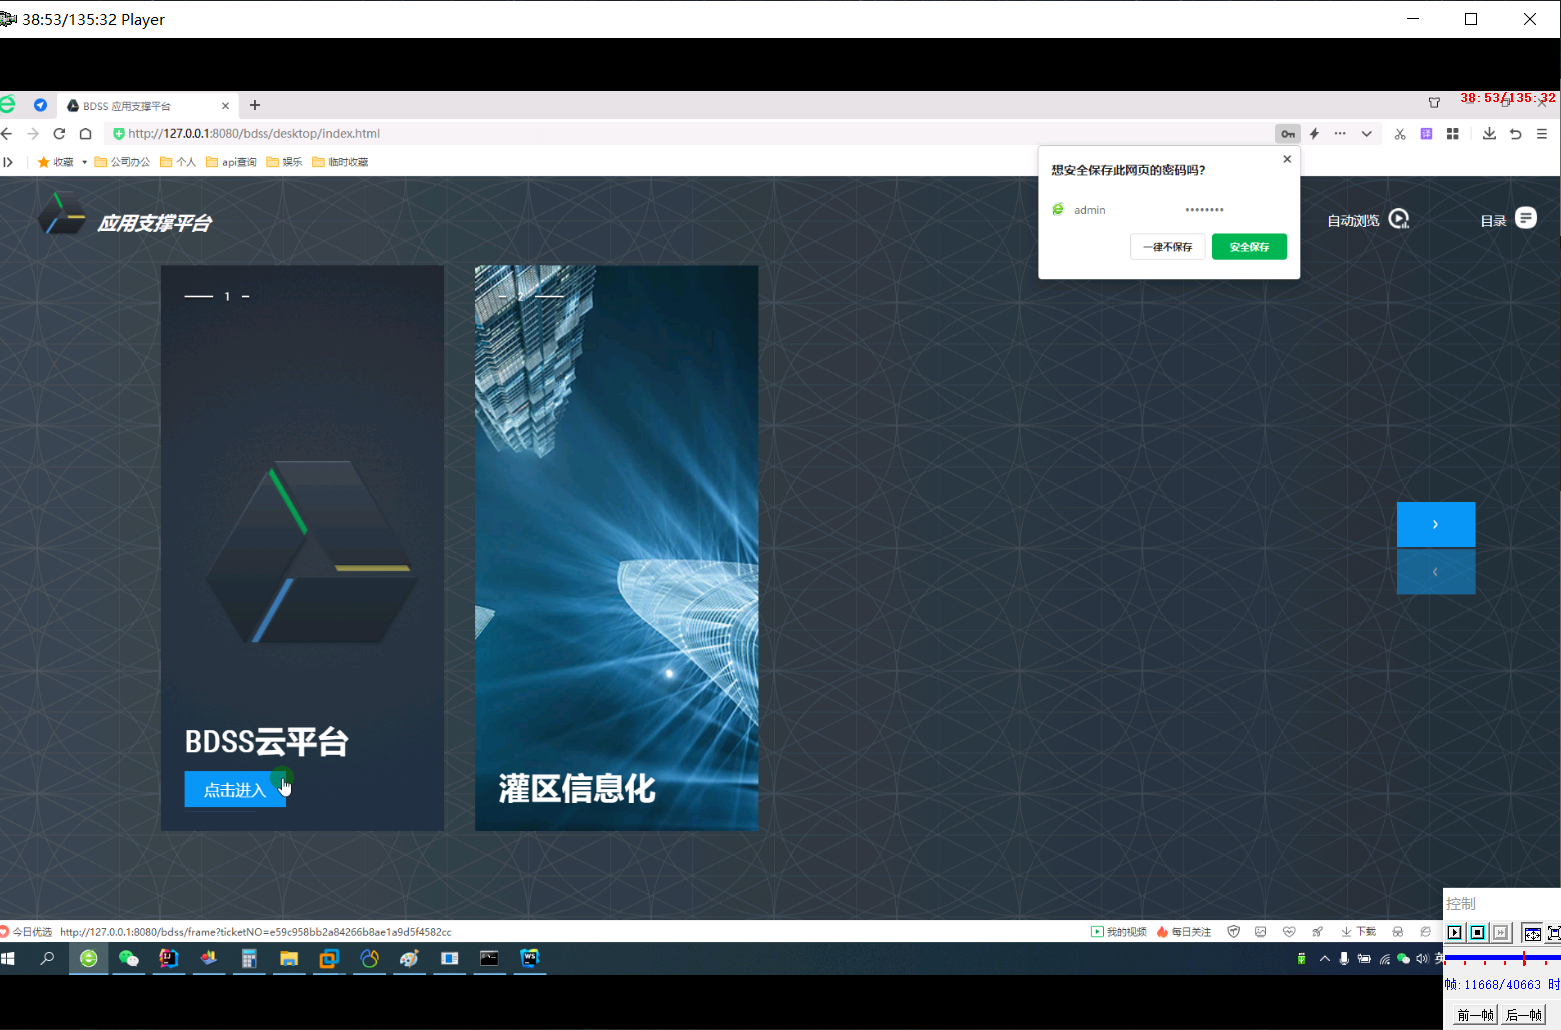 38:53/135:32 Player
BDSS 应用支撑平台
38:53/135:32
http://127.0.0.1:8080/bdss/desktop/index.html
译
收藏
公司办公
个人
api查询
娱乐
临时收藏
想安全保存此网页的密码吗?
admin
••••••••
一律不保存
安全保存
应用支撑平台
自动浏览
目录
1
2
BDSS云平台
点击进入
灌区信息化
控制
今日优选
http://127.0.0.1:8080/bdss/frame?ticketNO=e59c958bb2a84266b8ae1a9d5f4582cc
我的视频
每日关注
下载
IJ
WS
英
帧:11668/40663 时
前一帧
后一帧